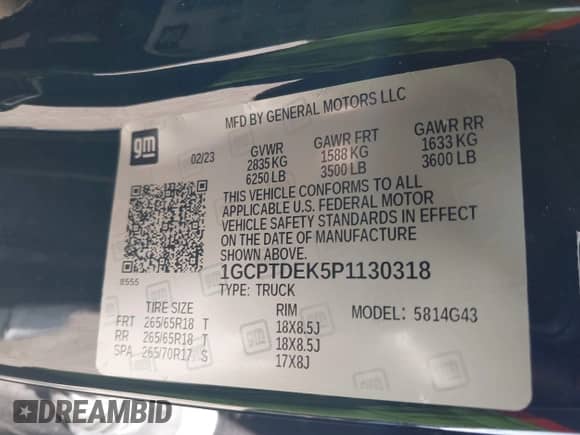 MFD BY GENERAL MOTORS LLC
gm
02/23
GVWR
2835 KG
6250 LB
GAWR FRT
1588 KG
3500 LB
GAWR RR
1633 KG
3600 LB
THIS VEHICLE CONFORMS TO ALL
APPLICABLE U.S. FEDERAL MOTOR
VEHICLE SAFETY STANDARDS IN EFFECT
ON THE DATE OF MANUFACTURE
SHOWN ABOVE.
8555
1GCPTDEK5P1130318
TYPE: TRUCK
MODEL: 5814G43
TIRE SIZE
RIM
FRT 265/65R18 T 18X8.5J
RR 265/65R18 T 18X8.5J
SPA 265/70R17 S 17X8J
DREAMBID